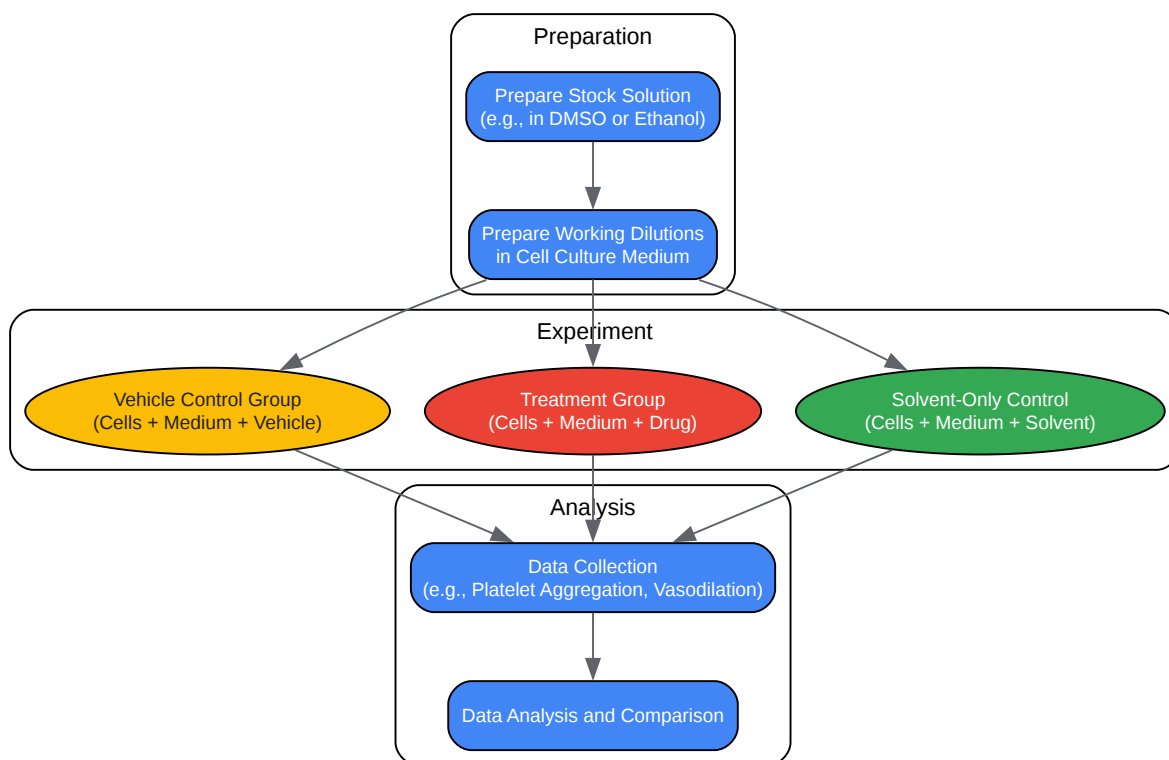 Preparation
Prepare Stock Solution
(e.g., in DMSO or Ethanol)
Prepare Working Dilutions
in Cell Culture Medium
Experiment
Vehicle Control Group
(Cells + Medium + Vehicle)
Treatment Group
(Cells + Medium + Drug)
Solvent-Only Control
(Cells + Medium + Solvent)
Analysis
Data Collection
(e.g., Platelet Aggregation, Vasodilation)
Data Analysis and Comparison